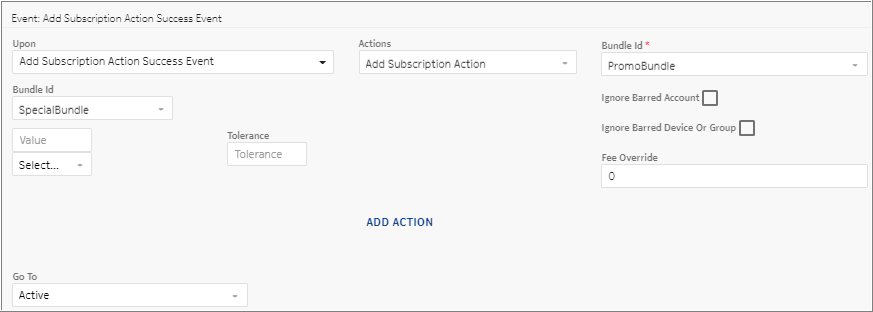 Event: Add Subscription Action Success Event
Upon
Add Subscription Action Success Event
Bundle Id
SpecialBundle
Value
Select...
Tolerance
Tolerance
Actions
Add Subscription Action
Bundle Id *
PromoBundle
Ignore Barred Account
Ignore Barred Device Or Group
Fee Override
0
ADD ACTION
Go To
Active